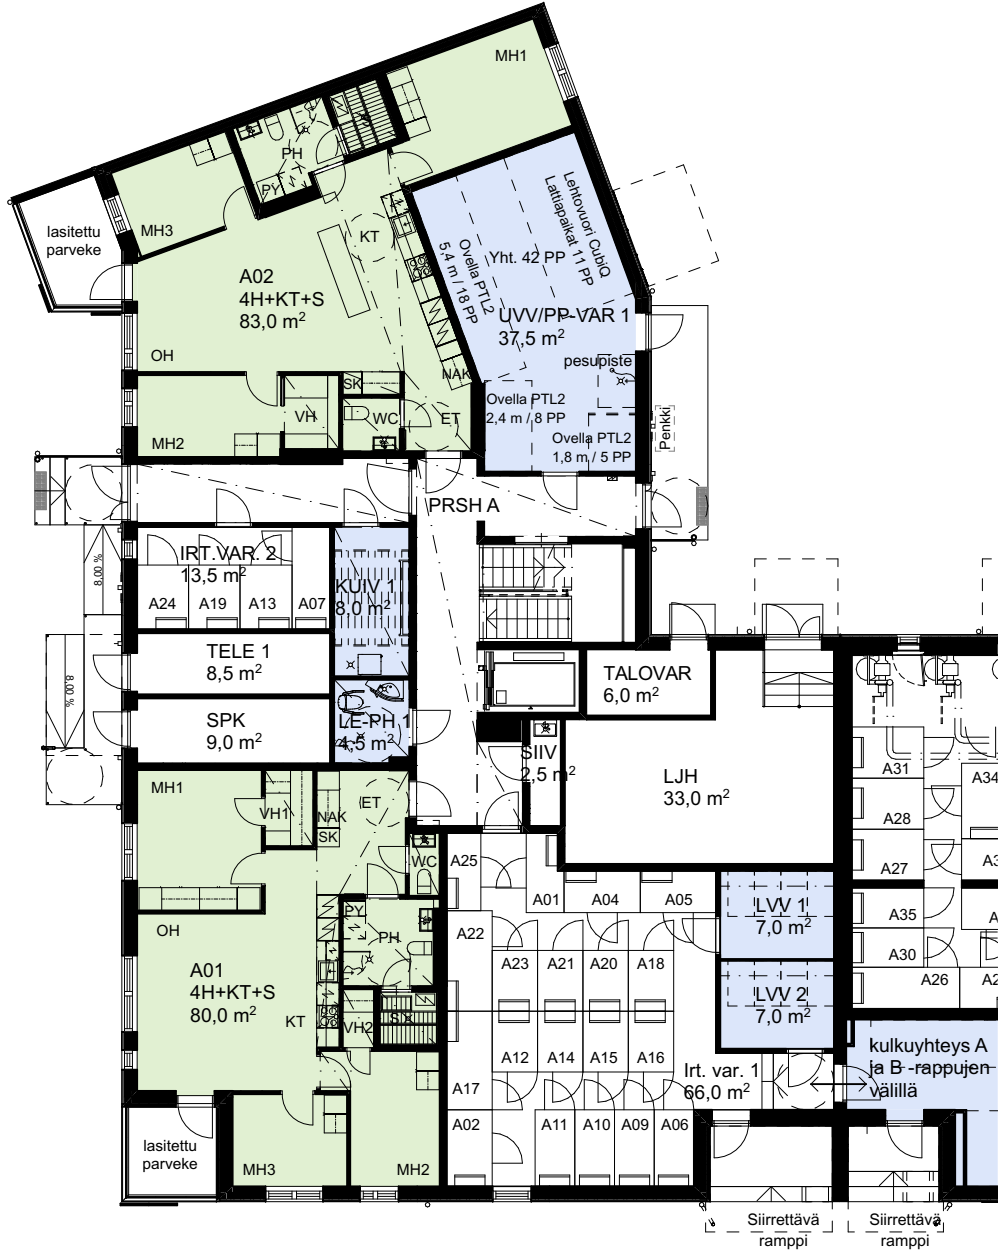 MH1
PH
PY
MH3
lasitettu
parveke
KT
A02
4H+KT+S
83,0 m²
OH
Lehtovuori CubiQ
Lattiapaikat 11 PP
Yht. 42 PP
Ovella PTL2
5,4 m / 18 PP
UVV/PP-VAR 1
37,5 m²
pesupiste
NAK
SK
VH
WC
ET
MH2
Ovella PTL2
2,4 m / 8 PP
Ovella PTL2
1,8 m / 5 PP
Penkki
PRSH A
8.00 %
IRT.VAR. 2
13,5 m²
A24
A19
A13
A07
KUIV 1
8,0 m²
TELE 1
8,5 m²
8.00 %
SPK
9,0 m²
LE-PH 1
4,5 m²
TALOVAR
6,0 m²
SIIV
2,5 m²
LJH
33,0 m²
A31
A34
A28
A27
A35
A30
A26
MH1
VH1
NAK
SK
ET
WC
OH
PY
PH
A01
4H+KT+S
80,0 m²
KT
VH2
S
A25
A01
A04
A05
A22
A23
A21
A20
A18
LVV 1
7,0 m²
LVV 2
7,0 m²
A12
A14
A15
A16
A17
Irt. var. 1
66,0 m²
kulkuyhteys A
ja B -rappujen
välillä
A02
A11
A10
A09
A06
lasitettu
parveke
MH3
MH2
Siirrettävä
ramppi
Siirrettävä
ramppi